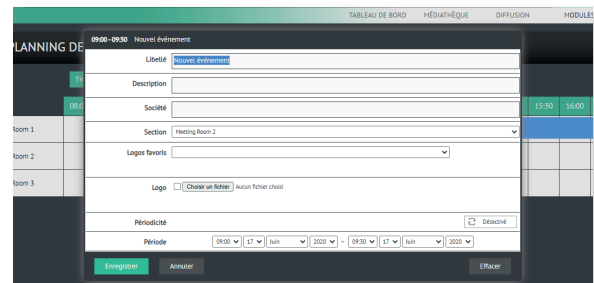 TABLEAU DE BORD MÉDIATHÈQUE DIFFUSION MODULES
PLANNING DE
09:00 - 09:30 Nouvel événement
Libellé Nouvel événement
Description
Société
15:30 16:00
Section Meeting Room 2
Room 1
Logos favoris
Room 2
Room 3
Logo Choisir un fichier Aucun fichier choisi
Périodicité Désactivé
Période 09:00 17 Juin 2020 - 09:30 17 Juin 2020
Enregistrer Annuler Effacer